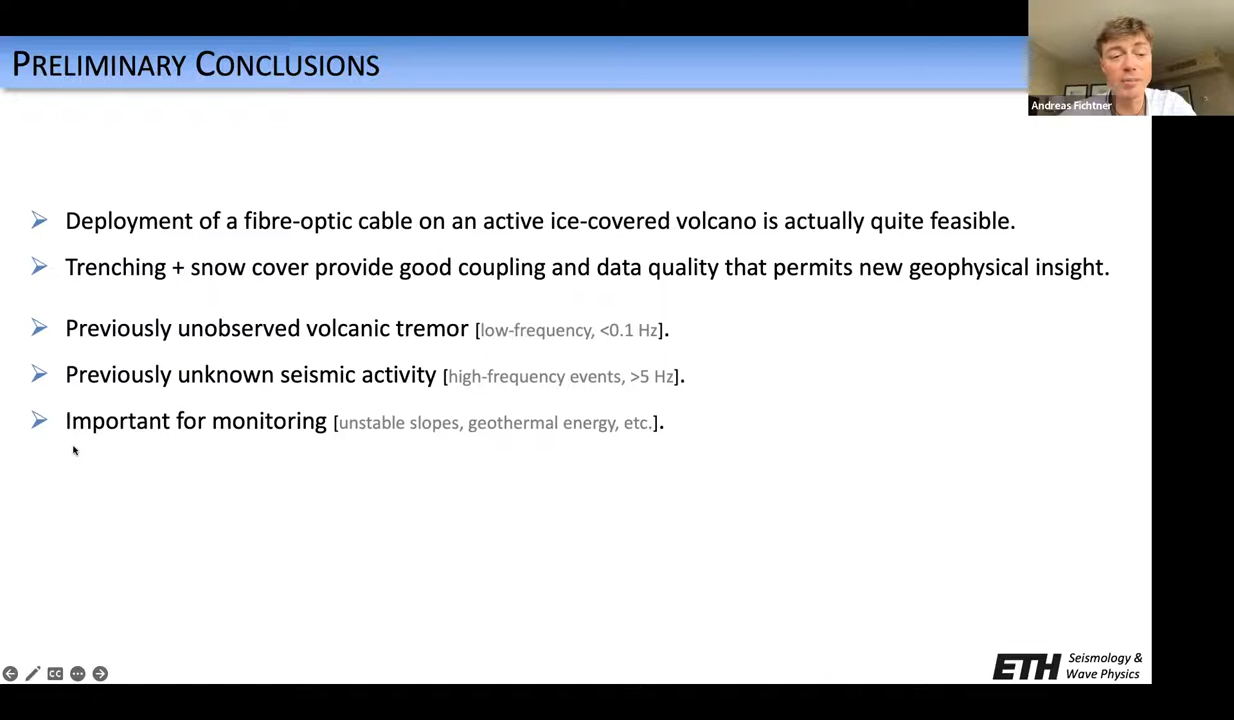 PRELIMINARY CONCLUSIONS
Andreas Fichtner
Deployment of a fibre-optic cable on an active ice-covered volcano is actually quite feasible.
Trenching + snow cover provide good coupling and data quality that permits new geophysical insight.
Previously unobserved volcanic tremor [low-frequency, <0.1 Hz].
Previously unknown seismic activity [high-frequency events, >5 Hz].
Important for monitoring [unstable slopes, geothermal energy, etc.].
CC
ETH Seismology &
Wave Physics